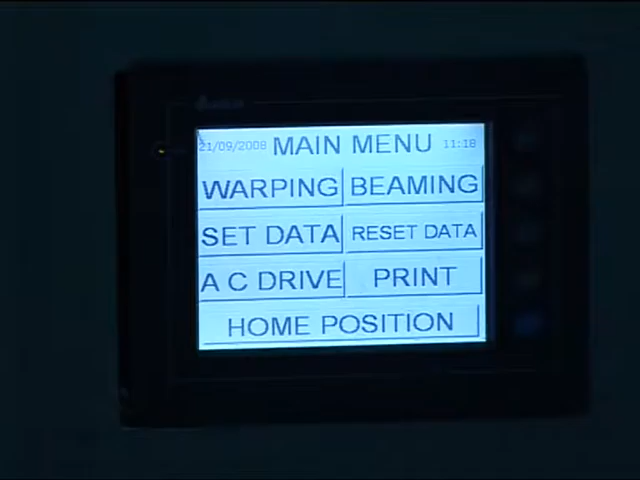 21/09/2008 MAIN MENU 11:18
WARPING BEAMING
SET DATA RESET DATA
A C DRIVE PRINT
HOME POSITION